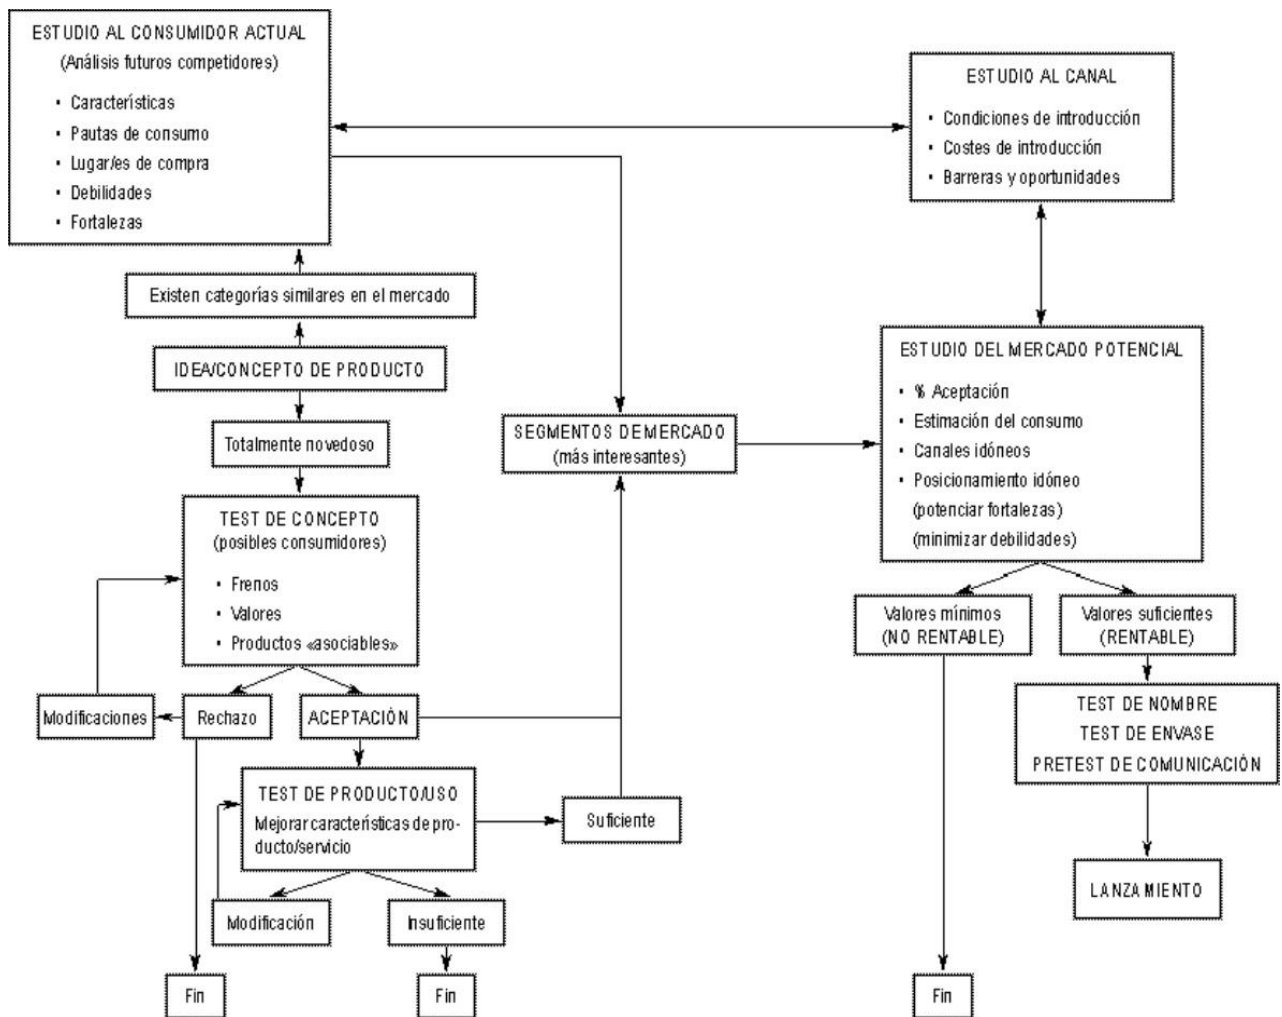 ESTUDIO AL CONSUMIDOR ACTUAL
(Análisis futuros competidores)
▪ Características
▪ Pautas de consumo
▪ Lugar/es de compra
▪ Debilidades
▪ Fortalezas
ESTUDIO AL CANAL
▪ Condiciones de introducción
▪ Costes de introducción
▪ Barreras y oportunidades
Existen categorías similares en el mercado
IDEA/CONCEPTO DE PRODUCTO
Totalmente novedoso
TEST DE CONCEPTO
(posibles consumidores)
▪ Frenos
▪ Valores
▪ Productos «asociables»
SEGMENTOS DE MERCADO
(más interesantes)
ESTUDIO DEL MERCADO POTENCIAL
▪ % Aceptación
▪ Estimación del consumo
▪ Canales idóneos
▪ Posicionamiento idóneo
(potenciar fortalezas)
(minimizar debilidades)
Modificaciones
Rechazo
ACEPTACIÓN
TEST DE PRODUCTO/USO
Mejorar características de pro-
ducto/servicio
Suficiente
Modificación
Insuficiente
Fin
Fin
Valores mínimos
(NO RENTABLE)
Valores suficientes
(RENTABLE)
TEST DE NOMBRE
TEST DE ENVASE
PRETEST DE COMUNICACIÓN
LANZAMIENTO
Fin